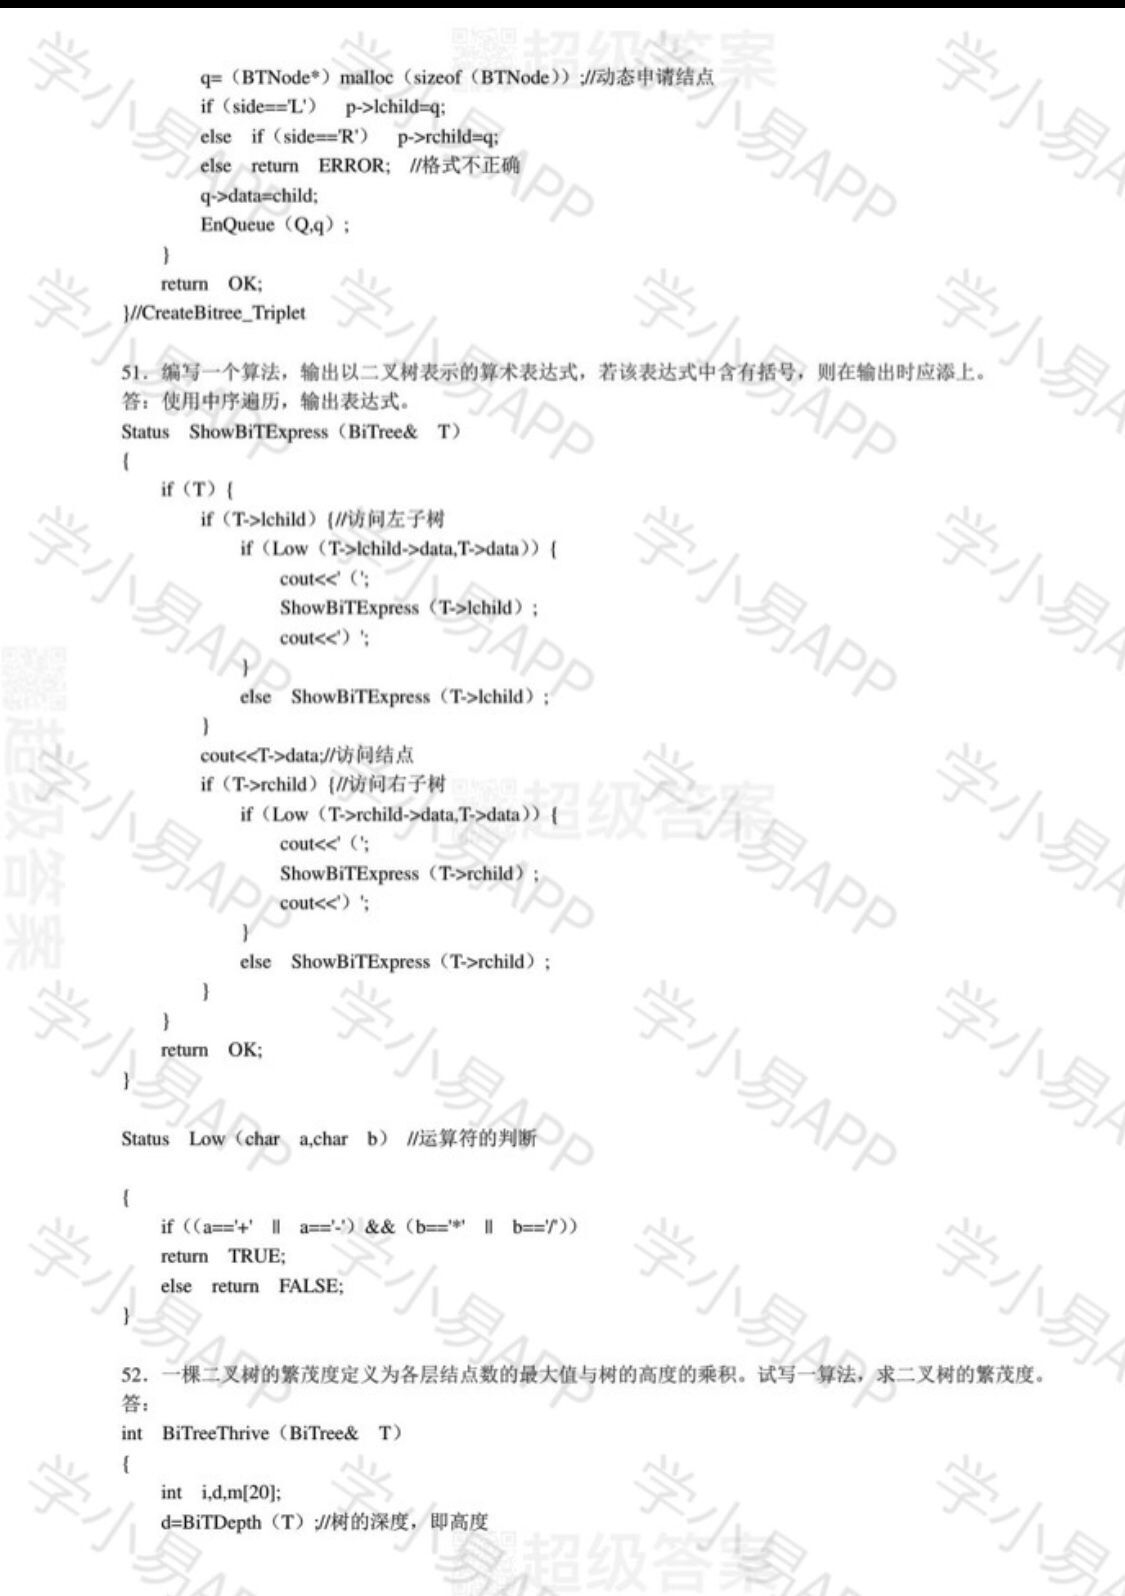 q=（BTNode*）malloc（sizeof（BTNode））;//动态申请结点
if（side=='L'） p->lchild=q;
else if（side=='R'） p->rchild=q;
else return ERROR; //格式不正确
q->data=child;
EnQueue（Q,q）;
}
return OK;
}//CreateBitree_Triplet
51．编写一个算法，输出以二叉树表示的算术表达式，若该表达式中含有括号，则在输出时应添上。
答：使用中序遍历，输出表达式。
Status ShowBiTExpress（BiTree& T）
{
if（T）{
if（T->lchild）{//访问左子树
if（Low（T->lchild->data,T->data））{
cout<<'（';
ShowBiTExpress（T->lchild）;
cout<<'）';
}
else ShowBiTExpress（T->lchild）;
}
cout<<T->data;//访问结点
if（T->rchild）{//访问右子树
if（Low（T->rchild->data,T->data））{
cout<<'（';
ShowBiTExpress（T->rchild）;
cout<<'）';
}
else ShowBiTExpress（T->rchild）;
}
}
return OK;
}
Status Low（char a,char b） //运算符的判断
{
if（（a=='+' || a=='-'）&&（b=='*' || b=='/'））
return TRUE;
else return FALSE;
}
52．一棵二叉树的繁茂度定义为各层结点数的最大值与树的高度的乘积。试写一算法，求二叉树的繁茂度。
答：
int BiTreeThrive（BiTree& T）
{
int i,d,m[20];
d=BiTDepth（T）;//树的深度，即高度
学小易APP
超级答案